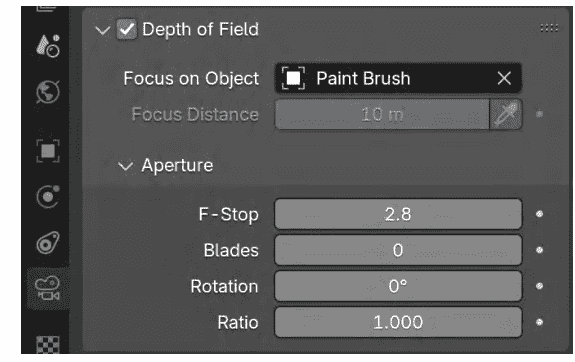 Depth of Field
Focus on Object Paint Brush
Focus Distance 10 m
Aperture
F-Stop 2.8
Blades 0
Rotation 0°
Ratio 1.000